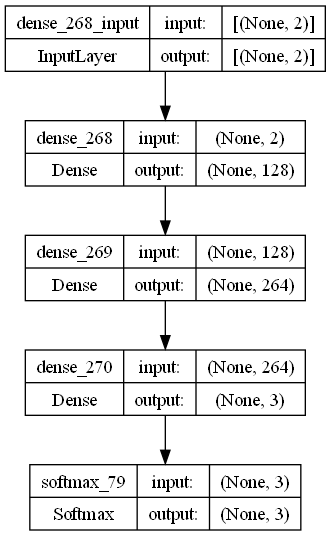 dense_268_input input: [(None, 2)]
InputLayer output: [(None, 2)]
dense_268 input: (None, 2)
Dense output: (None, 128)
dense_269 input: (None, 128)
Dense output: (None, 264)
dense_270 input: (None, 264)
Dense output: (None, 3)
softmax_79 input: (None, 3)
Softmax output: (None, 3)